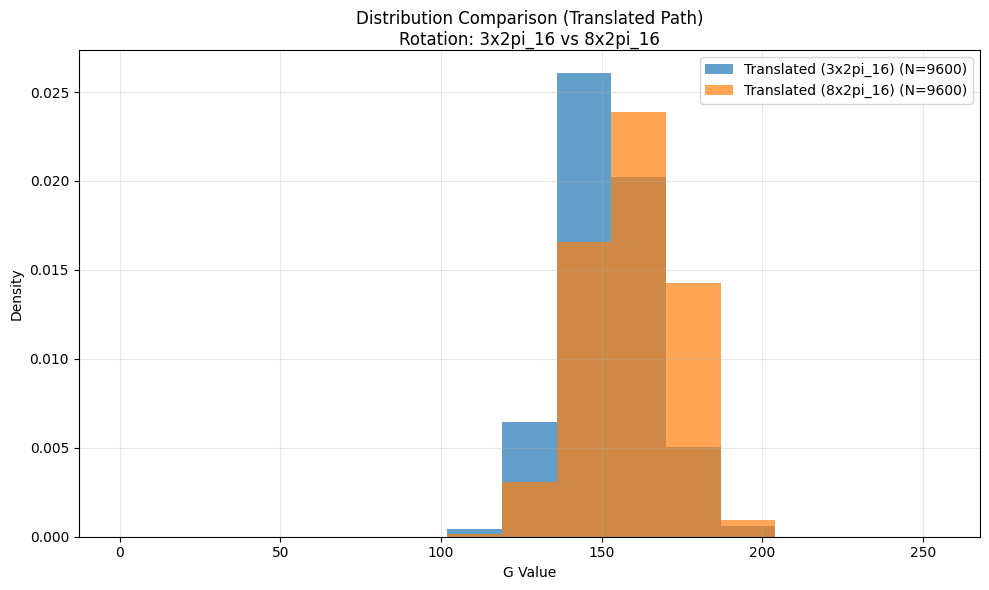 Distribution Comparison (Translated Path)
Rotation: 3x2pi_16 vs 8x2pi_16
Translated (3x2pi_16) (N=9600)
Translated (8x2pi_16) (N=9600)
Density
0.025
0.020
0.015
0.010
0.005
0.000
0 50 100 150 200 250
G Value